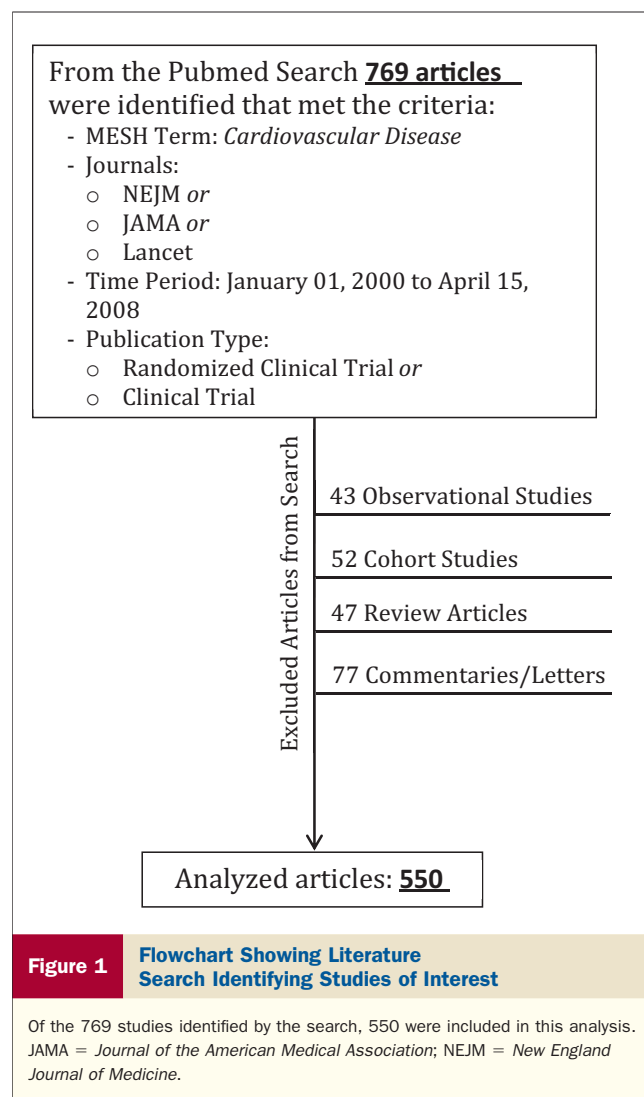 From the Pubmed Search 769 articles
were identified that met the criteria:
- MESH Term: Cardiovascular Disease
- Journals:
o NEJM or
o JAMA or
o Lancet
- Time Period: January 01, 2000 to April 15,
2008
- Publication Type:
o Randomized Clinical Trial or
o Clinical Trial
Excluded Articles from Search
43 Observational Studies
52 Cohort Studies
47 Review Articles
77 Commentaries/Letters
Analyzed articles: 550
Figure 1
Flowchart Showing Literature
Search Identifying Studies of Interest
Of the 769 studies identified by the search, 550 were included in this analysis.
JAMA = Journal of the American Medical Association; NEJM = New England
Journal of Medicine.